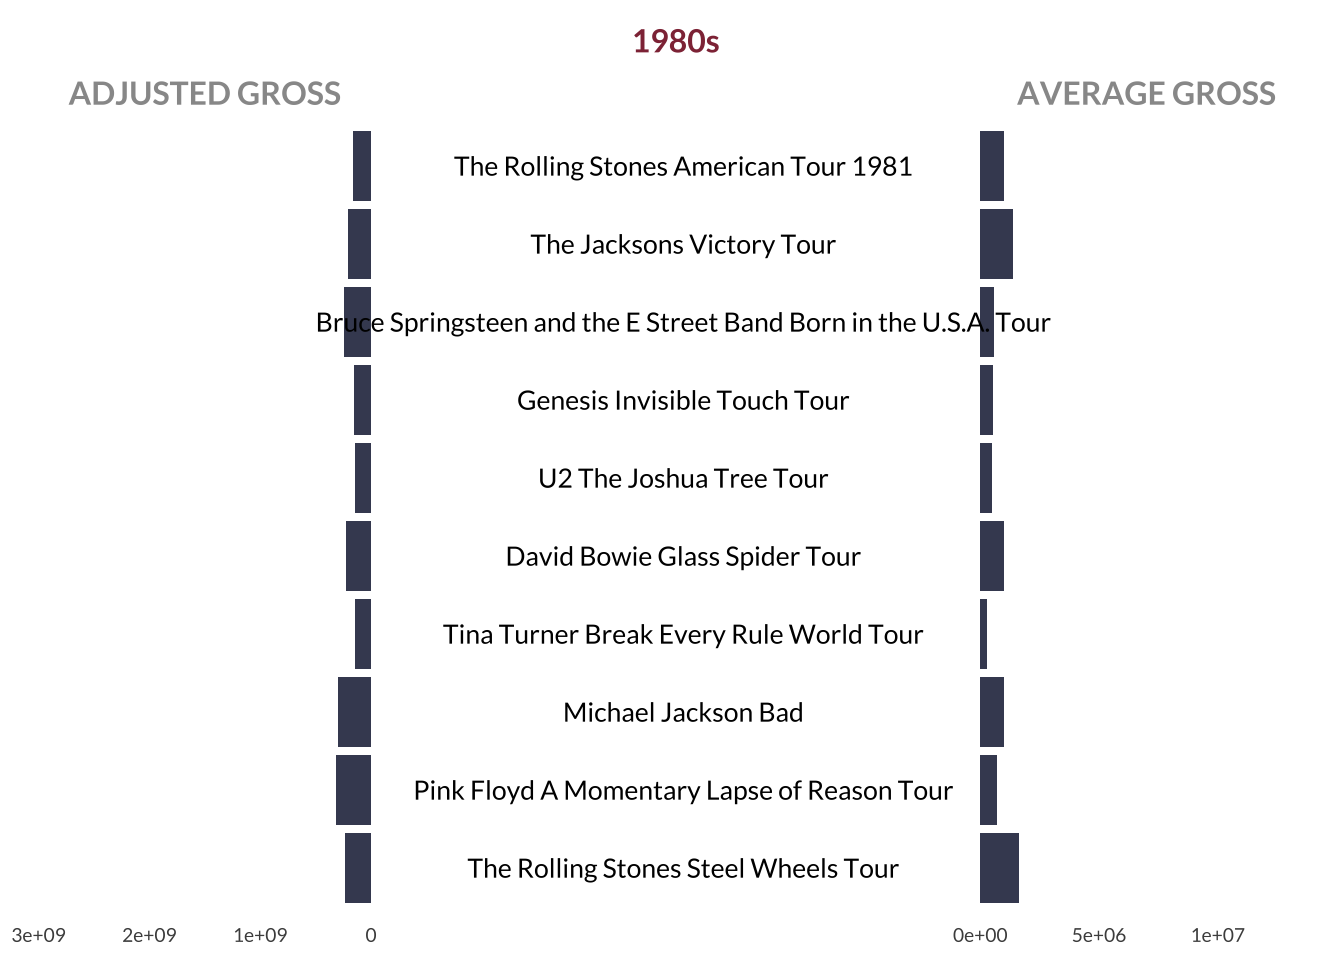 1980s
ADJUSTED GROSS
AVERAGE GROSS
The Rolling Stones American Tour 1981
The Jacksons Victory Tour
Bruce Springsteen and the E Street Band Born in the U.S.A. Tour
Genesis Invisible Touch Tour
U2 The Joshua Tree Tour
David Bowie Glass Spider Tour
Tina Turner Break Every Rule World Tour
Michael Jackson Bad
Pink Floyd A Momentary Lapse of Reason Tour
The Rolling Stones Steel Wheels Tour
3e+09 2e+09 1e+09 0
0e+00 5e+06 1e+07